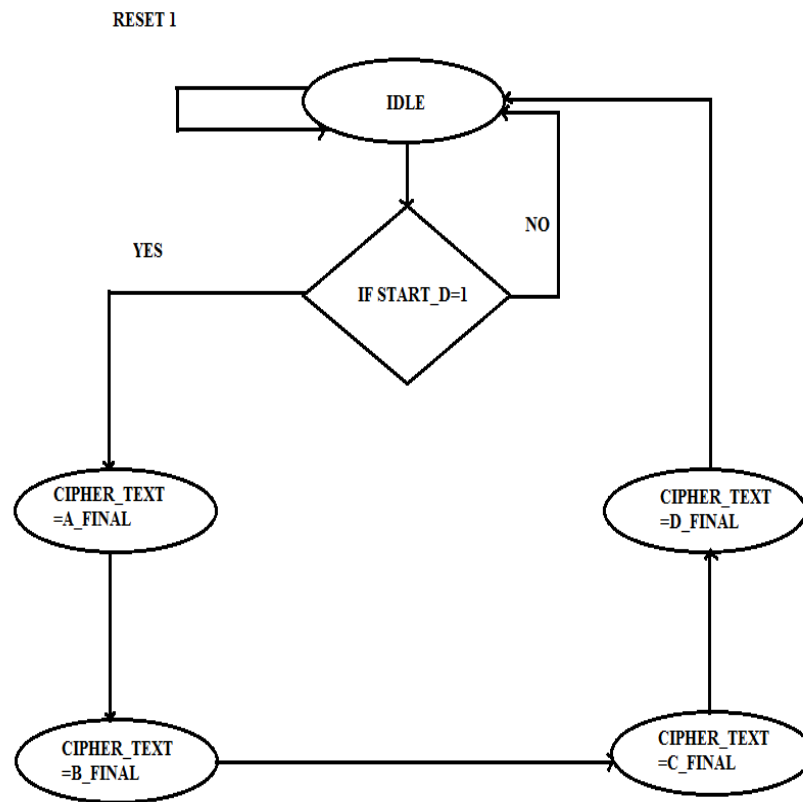 RESET 1
IDLE
NO
YES
IF START_D=1
CIPHER_TEXT
=A_FINAL
CIPHER_TEXT
=D_FINAL
CIPHER_TEXT
=B_FINAL
CIPHER_TEXT
=C_FINAL